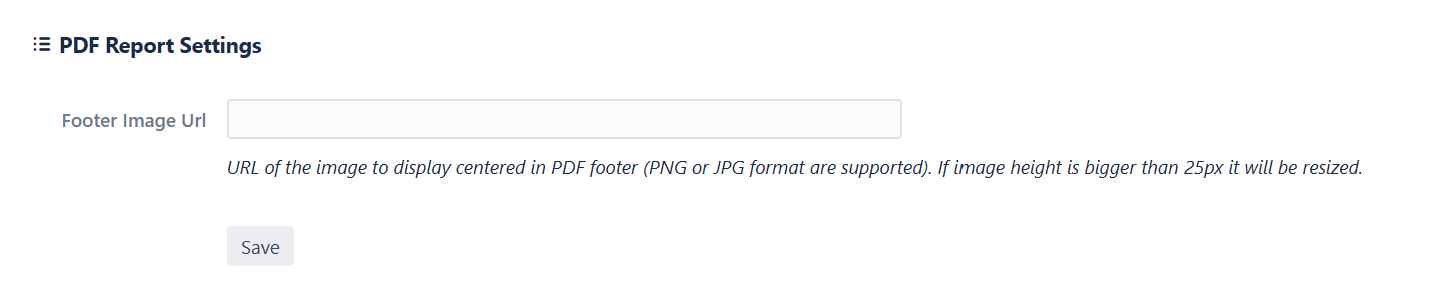 PDF Report Settings
Footer Image Url
URL of the image to display centered in PDF footer (PNG or JPG format are supported). If image height is bigger than 25px it will be resized.
Save